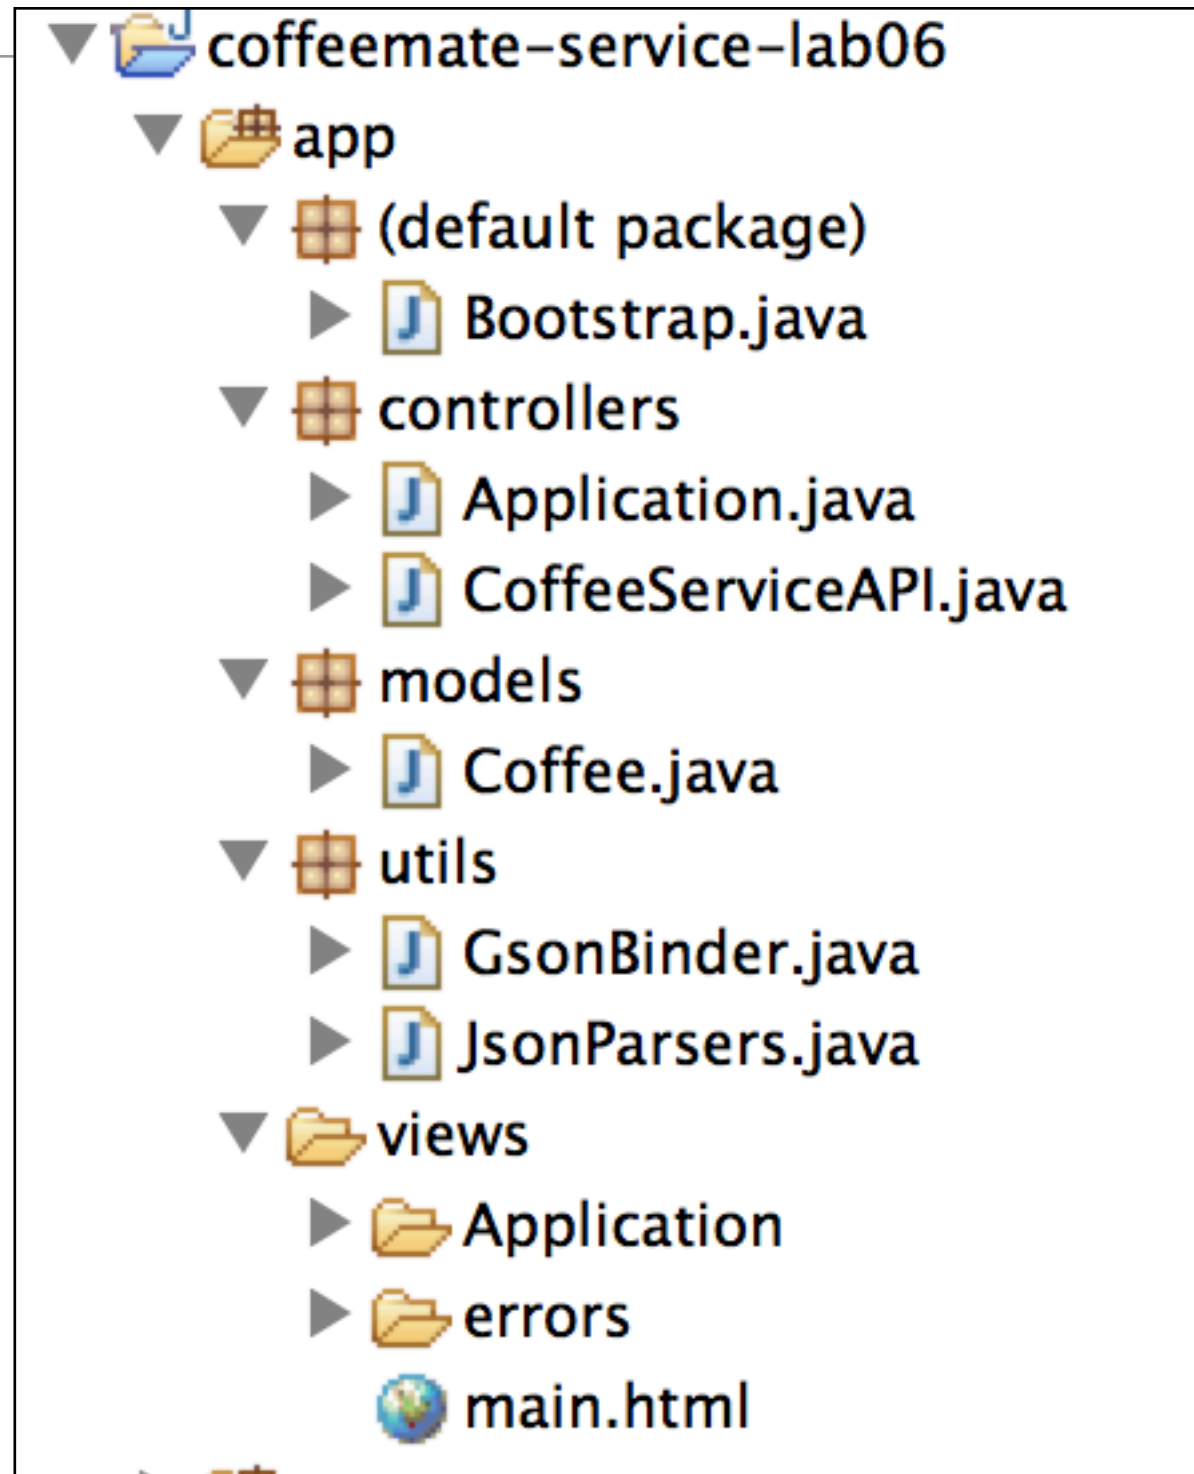 coffeemate-service-lab06
app
(default package)
Bootstrap.java
controllers
Application.java
CoffeeServiceAPI.java
models
Coffee.java
utils
GsonBinder.java
JsonParsers.java
views
Application
errors
main.html